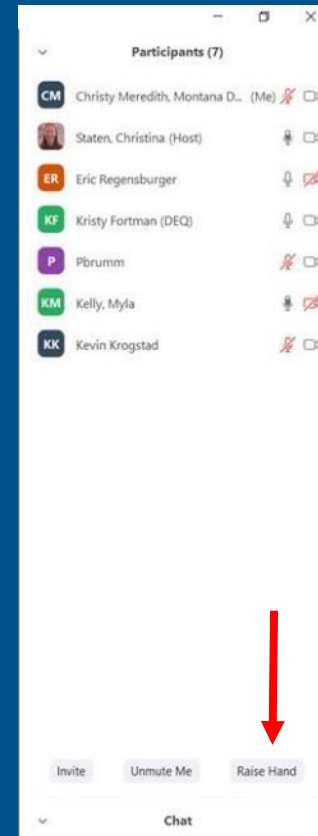 Participants (7)
CM Christy Meredith, Montana D... (Me)
Staten, Christina (Host)
ER Eric Regensburger
KF Kristy Fortman (DEQ)
P Pbrumm
KM Kelly, Myla
KK Kevin Krogstad
Invite Unmute Me Raise Hand
Chat